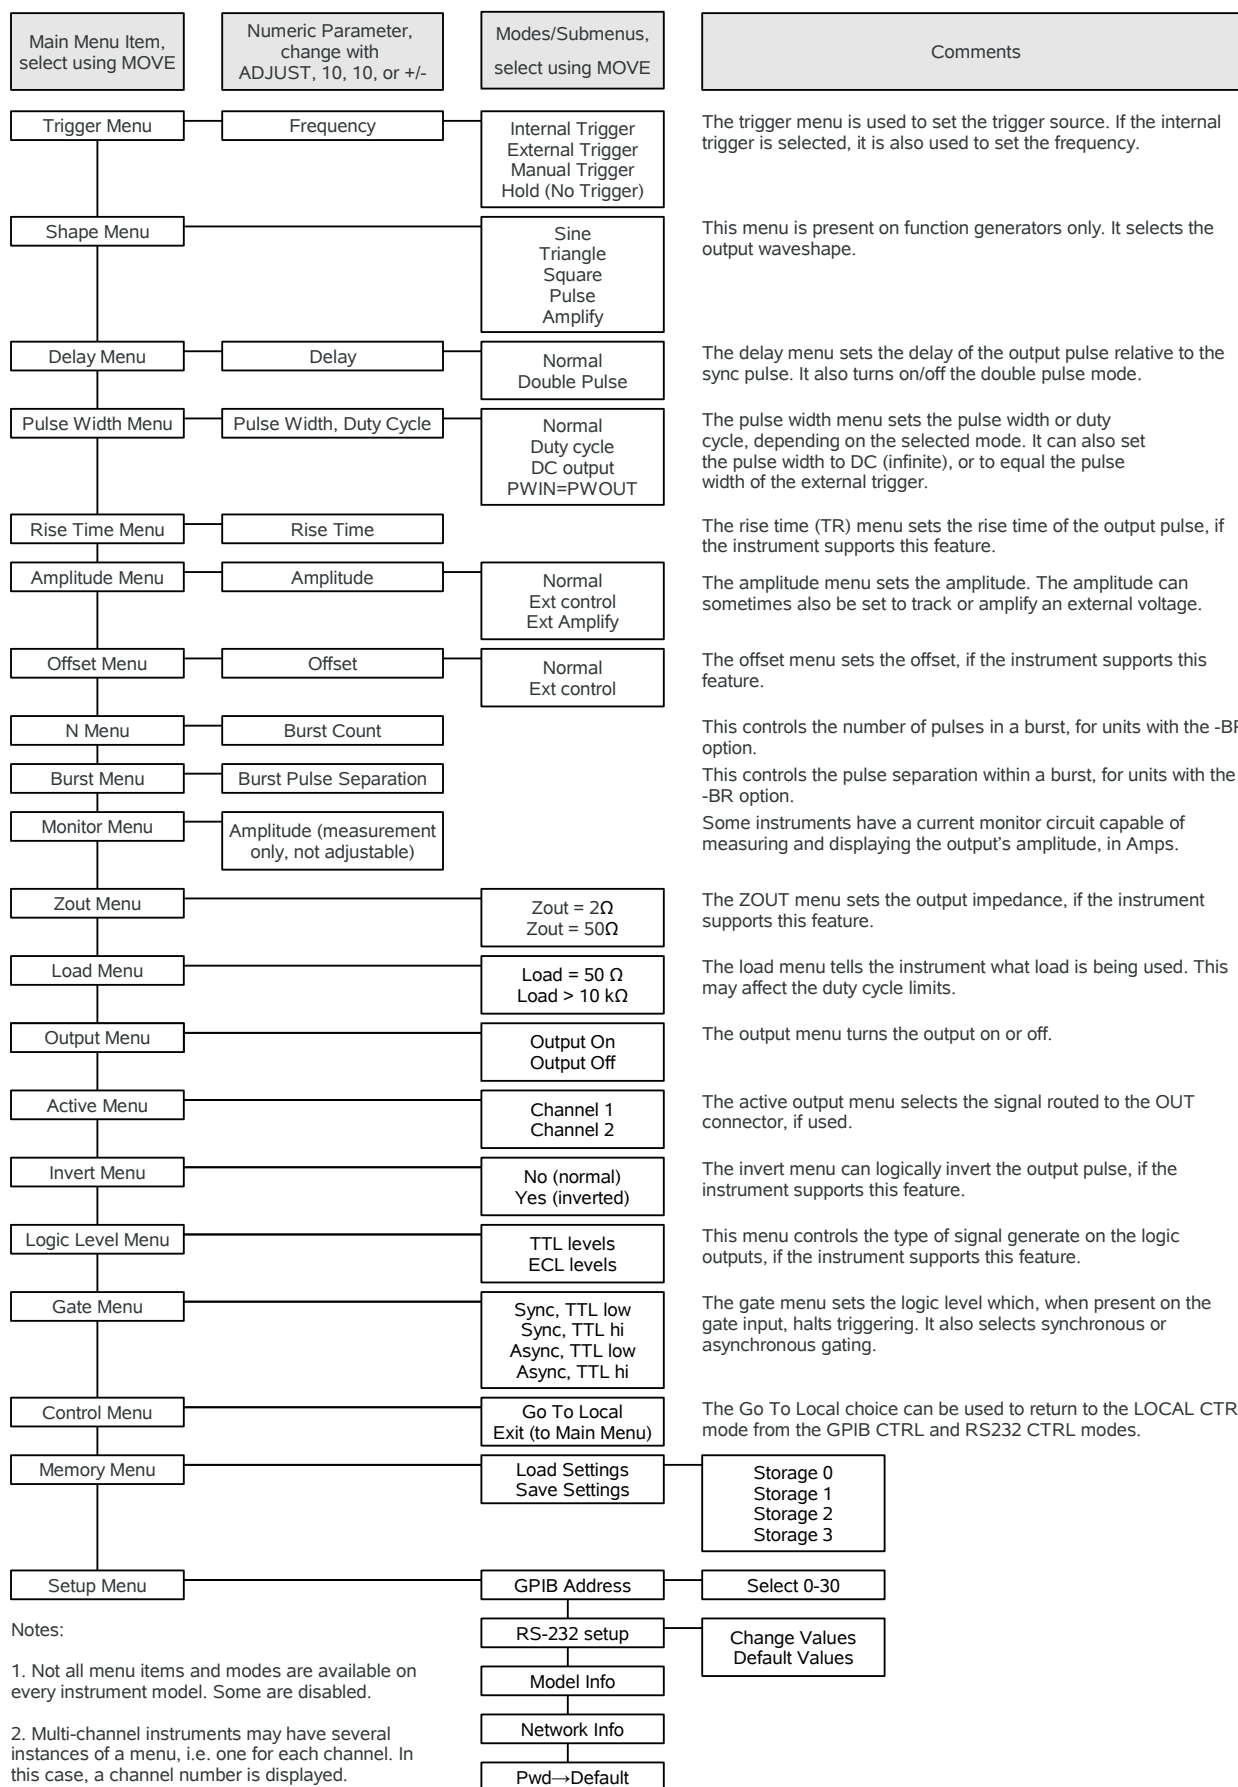 Main Menu Item,
select using MOVE
Numeric Parameter,
change with
ADJUST, 10, 10, or +/-
Modes/Submenus,
select using MOVE
Comments
Trigger Menu
Frequency
Internal Trigger
External Trigger
Manual Trigger
Hold (No Trigger)
The trigger menu is used to set the trigger source. If the internal
trigger is selected, it is also used to set the frequency.
Shape Menu
Sine
Triangle
Square
Pulse
Amplify
This menu is present on function generators only. It selects the
output waveshape.
Delay Menu
Delay
Normal
Double Pulse
The delay menu sets the delay of the output pulse relative to the
sync pulse. It also turns on/off the double pulse mode.
Pulse Width Menu
Pulse Width, Duty Cycle
Normal
Duty cycle
DC output
PWIN=PWOUT
The pulse width menu sets the pulse width or duty
cycle, depending on the selected mode. It can also set
the pulse width to DC (infinite), or to equal the pulse
width of the external trigger.
Rise Time Menu
Rise Time
The rise time (TR) menu sets the rise time of the output pulse, if
the instrument supports this feature.
Amplitude Menu
Amplitude
Normal
Ext control
Ext Amplify
The amplitude menu sets the amplitude. The amplitude can
sometimes also be set to track or amplify an external voltage.
Offset Menu
Offset
Normal
Ext control
The offset menu sets the offset, if the instrument supports this
feature.
N Menu
Burst Count
This controls the number of pulses in a burst, for units with the
option.
Burst Menu
Burst Pulse Separation
This controls the pulse separation within a burst, for units with the
-BR option.
Monitor Menu
Amplitude (measurement
only, not adjustable)
Some instruments have a current monitor circuit capable of
measuring and displaying the output's amplitude, in Amps.
Zout Menu
Zout = 2Ω
Zout = 50Ω
The ZOUT menu sets the output impedance, if the instrument
supports this feature.
Load Menu
Load = 50 Ω
Load > 10 kΩ
The load menu tells the instrument what load is being used. This
may affect the duty cycle limits.
Output Menu
Output On
Output Off
The output menu turns the output on or off.
Active Menu
Channel 1
Channel 2
The active output menu selects the signal routed to the OUT
connector, if used.
Invert Menu
No (normal)
Yes (inverted)
The invert menu can logically invert the output pulse, if the
instrument supports this feature.
Logic Level Menu
TTL levels
ECL levels
This menu controls the type of signal generate on the logic
outputs, if the instrument supports this feature.
Gate Menu
Sync, TTL low
Sync, TTL hi
Async, TTL low
Async, TTL hi
The gate menu sets the logic level which, when present on the
gate input, halts triggering. It also selects synchronous or
asynchronous gating.
Control Menu
Go To Local
Exit (to Main Menu)
The Go To Local choice can be used to return to the LOCAL CTR
mode from the GPIB CTRL and RS232 CTRL modes.
Memory Menu
Load Settings
Save Settings
Storage 0
Storage 1
Storage 2
Storage 3
Setup Menu
GPIB Address
Select 0-30
RS-232 setup
Change Values
Default Values
Model Info
Network Info
Pwd→Default
Notes:
1. Not all menu items and modes are available on
every instrument model. Some are disabled.
2. Multi-channel instruments may have several
instances of a menu, i.e. one for each channel. In
this case, a channel number is displayed.